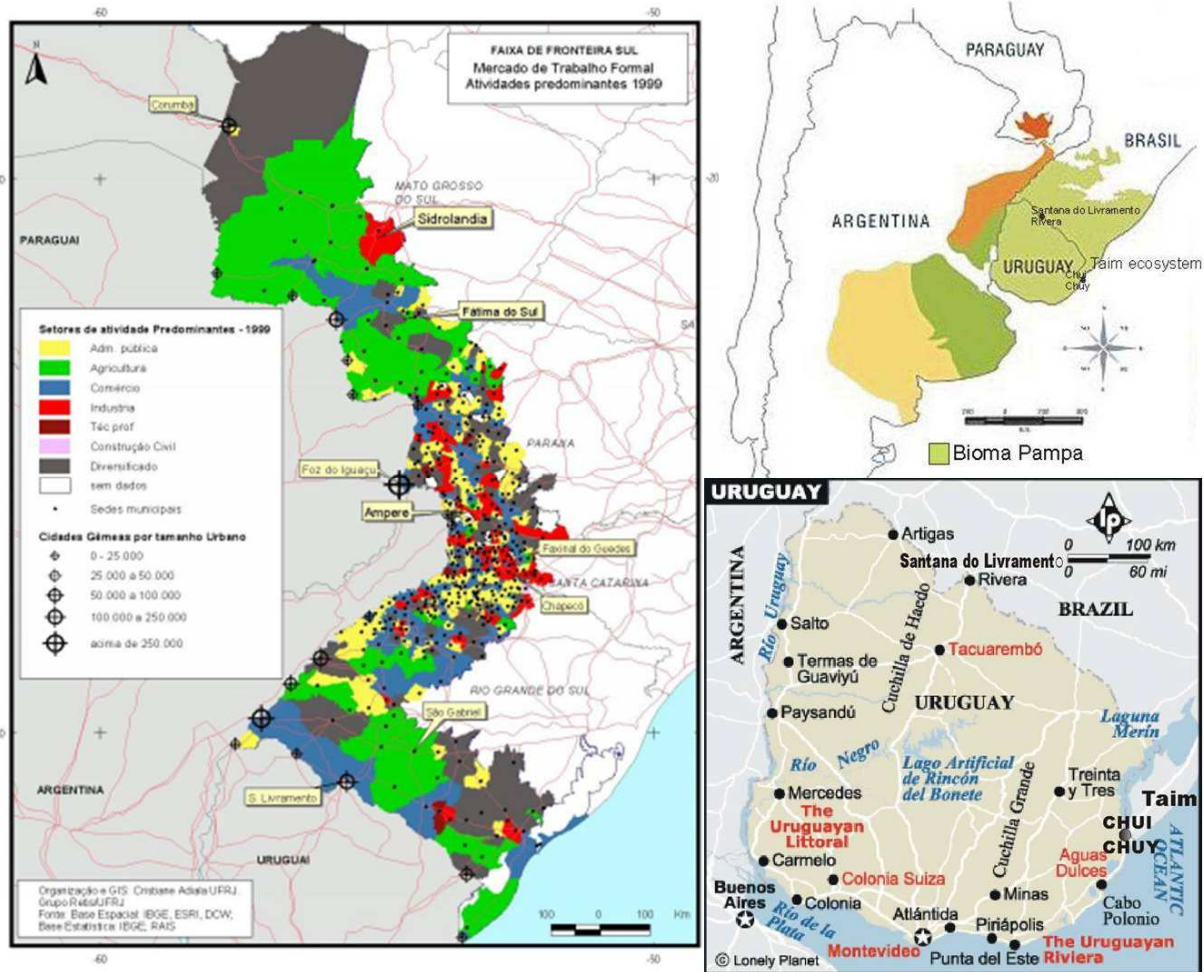 -60
-50
FAIXA DE FRONTEIRA SUL
Mercado de Trabalho Formal
Atividades predominantes 1999
Corumbá
MATO GROSSO
DO SUL
Sidrolandia
PARAGUAI
Fátima do Sul
Setores de atividade Predominantes - 1999
Adm. pública
Agricultura
Comércio
Industria
Téc prof
Construção Civil
Diversificado
sem dados
Sedes municipais
Cidades Gêmeas por tamanho Urbano
0 - 25.000
25.000 a 50.000
50.000 a 100.000
100.000 a 250.000
acima de 250.000
PARANA
Foz do Iguaçu
Ampere
Faxinal do Guedes
SANTA CATARINA
Chapecó
RIO GRANDE DO SUL
São Gabriel
S. Livramento
ARGENTINA
URUGUAI
Organização e GIS: Cristiane Adiala UFRJ.
Grupo Retis/UFRJ
Fonte: Base Espacial: IBGE, ESRI, DCW;
Base Estatística: IBGE, RAIS
100 0 100 Km
-60
-50
PARAGUAY
BRASIL
-20
ARGENTINA
Santana do Livramento
Rivera
URUGUAY
Taim ecosystem
Chui
Chuy
Bioma Pampa
URUGUAY
lp
Artigas
Santana do Livramento
0 100 km
0 60 mi
Rivera
ARGENTINA
BRAZIL
Río Uruguay
Salto
Cuchilla de Haedo
Tacuarembó
Termas de
Guaviyú
URUGUAY
Paysandú
Laguna
Merín
Río Negro
Lago Artificial
de Rincón
del Bonete
Mercedes
Cuchilla Grande
Treinta
y Tres
Taim
The
Uruguayan
Littoral
CHUI
CHUY
ATLANTIC
OCEAN
Carmelo
Aguas
Dulces
Colonia Suiza
Minas
Buenos
Aires
Colonia
Cabo
Polonio
Río de la
Plata
Atlántida
Piriápolis
Montevideo
Punta del Este
The Uruguayan
Riviera
© Lonely Planet